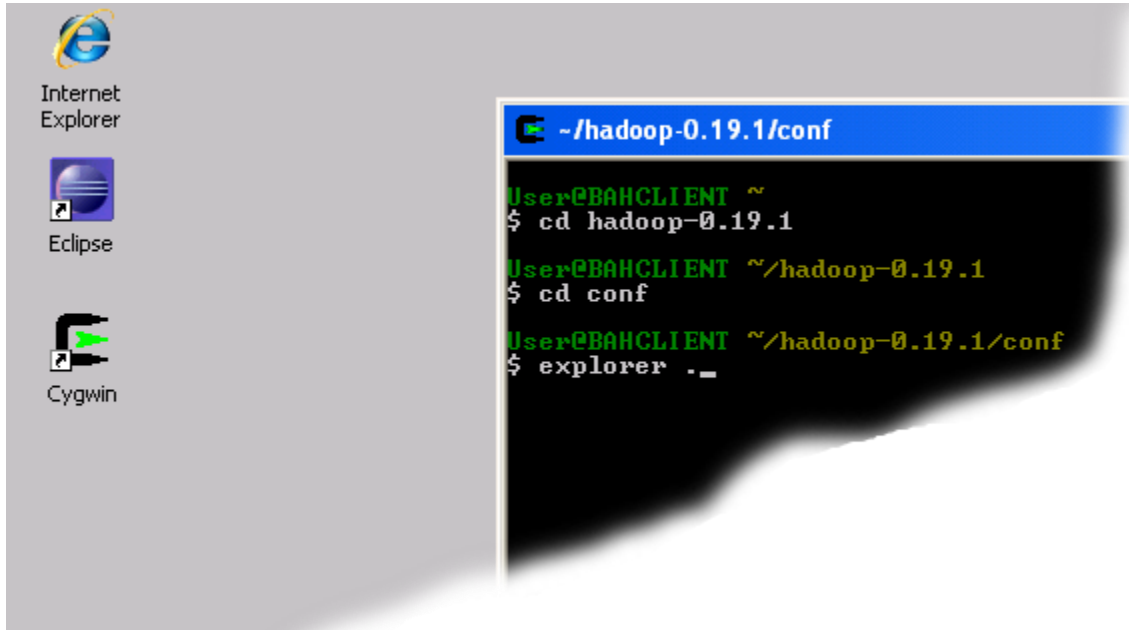 Internet
Explorer
Eclipse
Cygwin
~/hadoop-0.19.1/conf
User@BAHCLIENT ~
$ cd hadoop-0.19.1
User@BAHCLIENT ~/hadoop-0.19.1
$ cd conf
User@BAHCLIENT ~/hadoop-0.19.1/conf
$ explorer ._